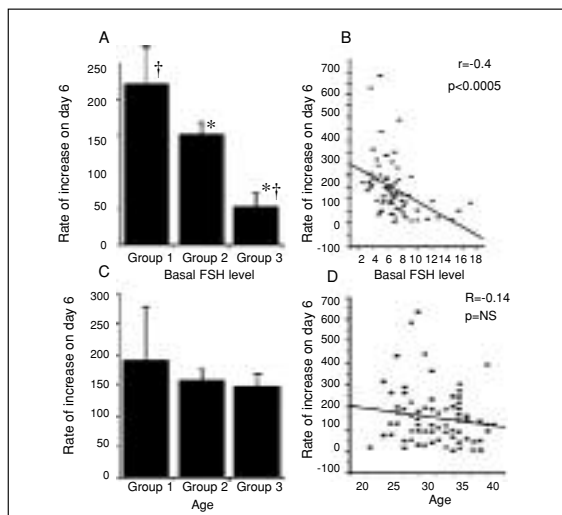 A
Rate of increase on day 6
250
200
150
100
50
0
†
*
*†
Group 1 Group 2 Group 3
Basal FSH level
B
Rate of increase on day 6
700
600
500
400
300
200
100
0
-100
r=-0.4
p<0.0005
2 4 6 8 10 12 14 16 18
Basal FSH level
C
Rate of increase on day 6
300
250
200
150
100
50
0
Group 1 Group 2 Group 3
Age
D
Rate of increase on day 6
700
600
500
400
300
200
100
0
-100
R=-0.14
p=NS
20 25 30 35 40
Age